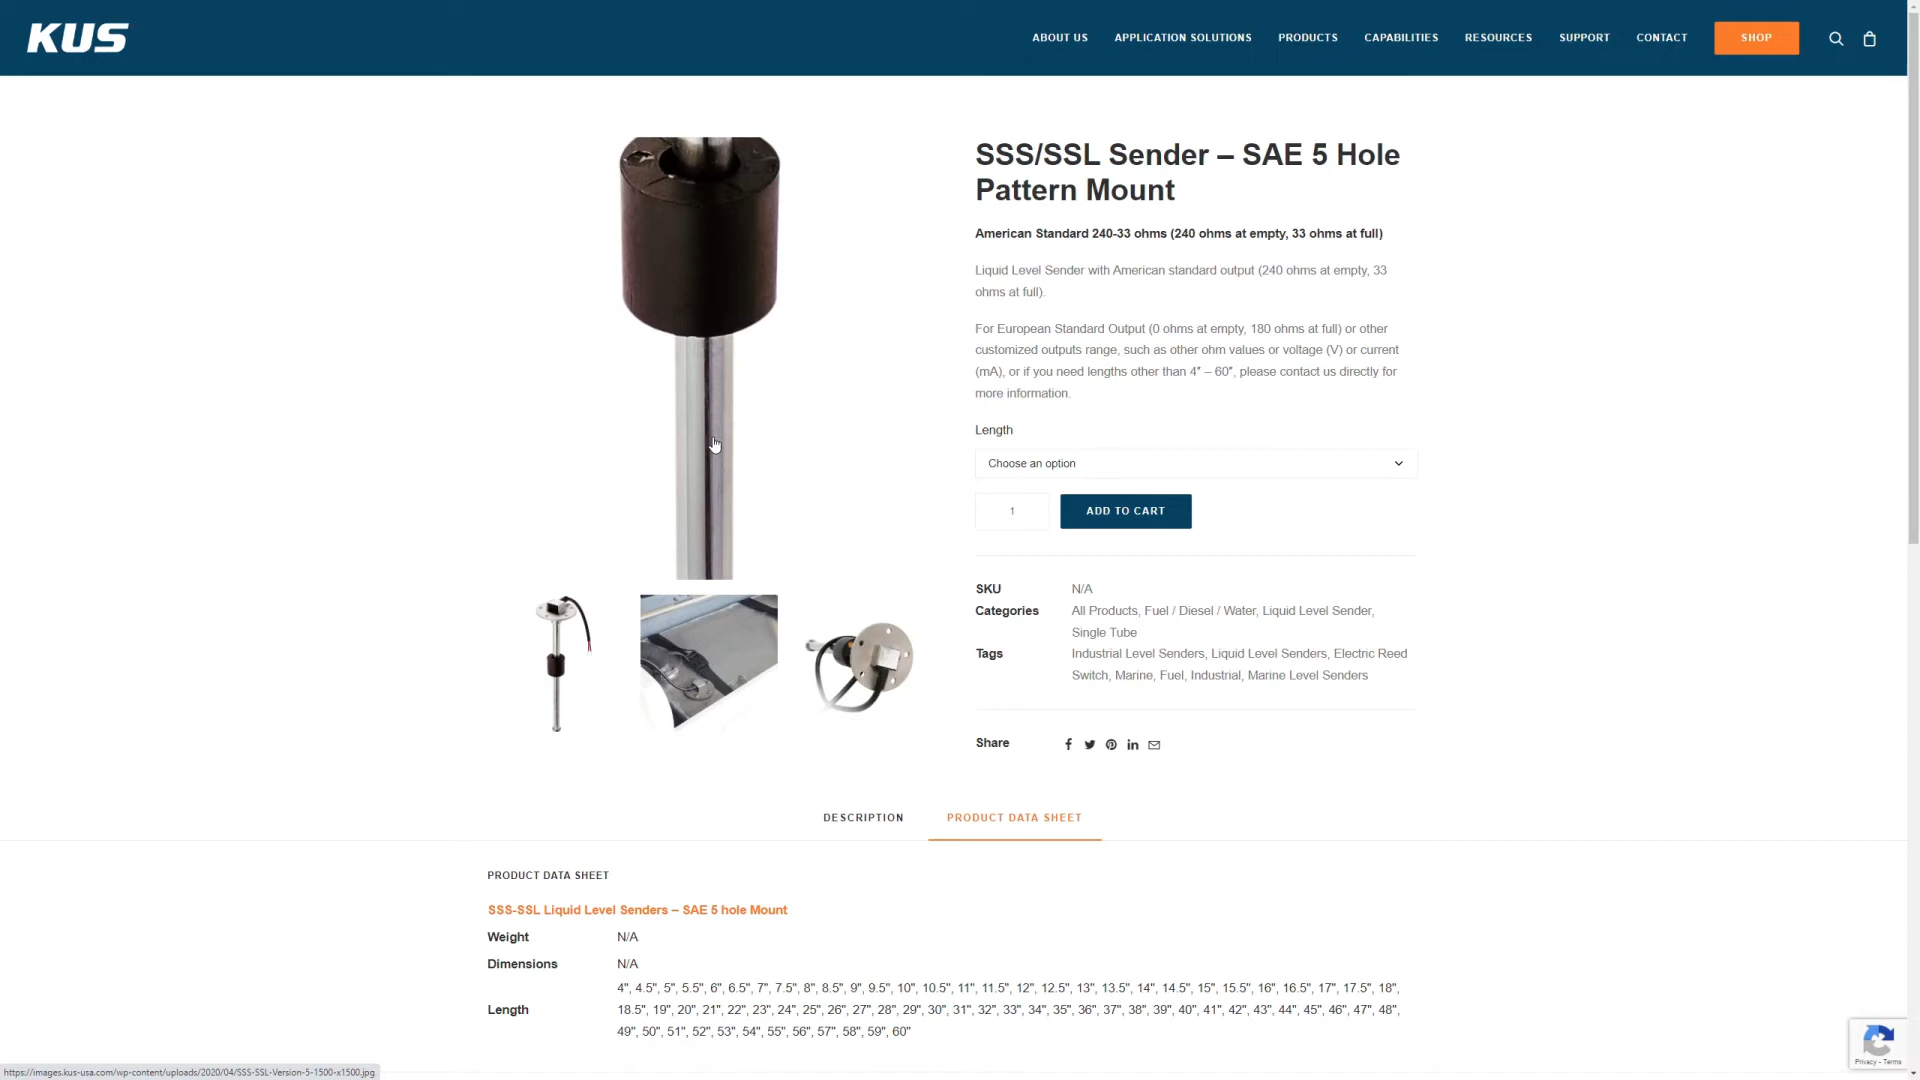 KUS
ABOUT US
APPLICATION SOLUTIONS
PRODUCTS
CAPABILITIES
RESOURCES
SUPPORT
CONTACT
SHOP
SSS/SSL Sender – SAE 5 Hole
Pattern Mount
American Standard 240-33 ohms (240 ohms at empty, 33 ohms at full)
Liquid Level Sender with American standard output (240 ohms at empty, 33
ohms at full).
For European Standard Output (0 ohms at empty, 180 ohms at full) or other
customized outputs range, such as other ohm values or voltage (V) or current
(mA), or if you need lengths other than 4″ – 60″, please contact us directly for
more information.
Length
Choose an option
1
ADD TO CART
SKU N/A
Categories All Products, Fuel / Diesel / Water, Liquid Level Sender,
Single Tube
Tags Industrial Level Senders, Liquid Level Senders, Electric Reed
Switch, Marine, Fuel, Industrial, Marine Level Senders
Share
DESCRIPTION
PRODUCT DATA SHEET
PRODUCT DATA SHEET
SSS-SSL Liquid Level Senders – SAE 5 hole Mount
Weight N/A
Dimensions N/A
Length 4", 4.5", 5", 5.5", 6", 6.5", 7", 7.5", 8", 8.5", 9", 9.5", 10", 10.5", 11", 11.5", 12", 12.5", 13", 13.5", 14", 14.5", 15", 15.5", 16", 16.5", 17", 17.5", 18",
18.5", 19", 20", 21", 22", 23", 24", 25", 26", 27", 28", 29", 30", 31", 32", 33", 34", 35", 36", 37", 38", 39", 40", 41", 42", 43", 44", 45", 46", 47", 48",
49", 50", 51", 52", 53", 54", 55", 56", 57", 58", 59", 60"
Privacy - Terms
https://images.kus-usa.com/wp-content/uploads/2020/04/SSS-SSL-Version-5-1500-x1500.jpg